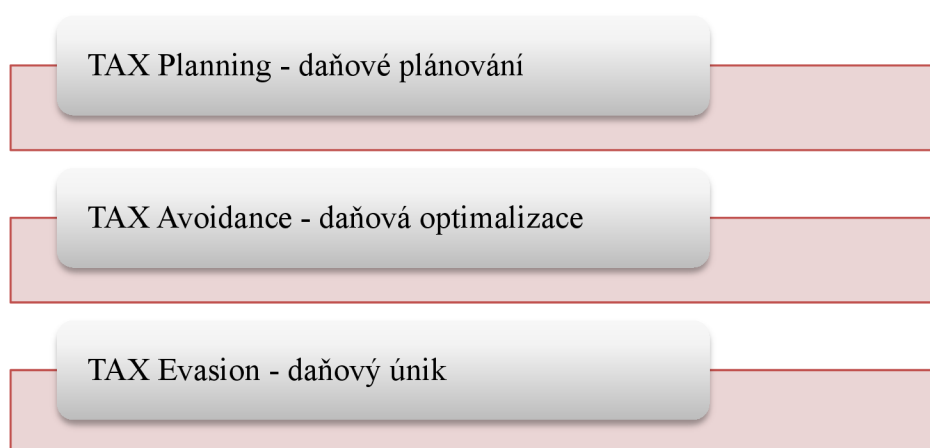 TAX Planning - daňové plánování
TAX Avoidance - daňová optimalizace
TAX Evasion - daňový únik